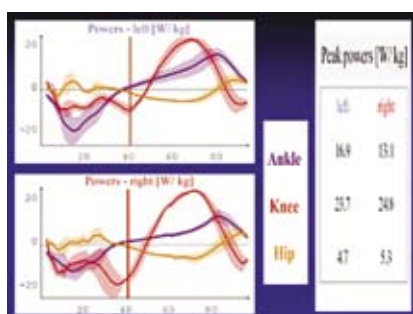 Powers - left [W/ kg]
20
0
-20
20
40
60
80
Powers - right [W/ kg]
20
0
-20
20
40
60
80
Ankle
Knee
Hip
Peak powers [W/ kg]
left right
16.9 13.1
23.7 24.8
4.7 5.3